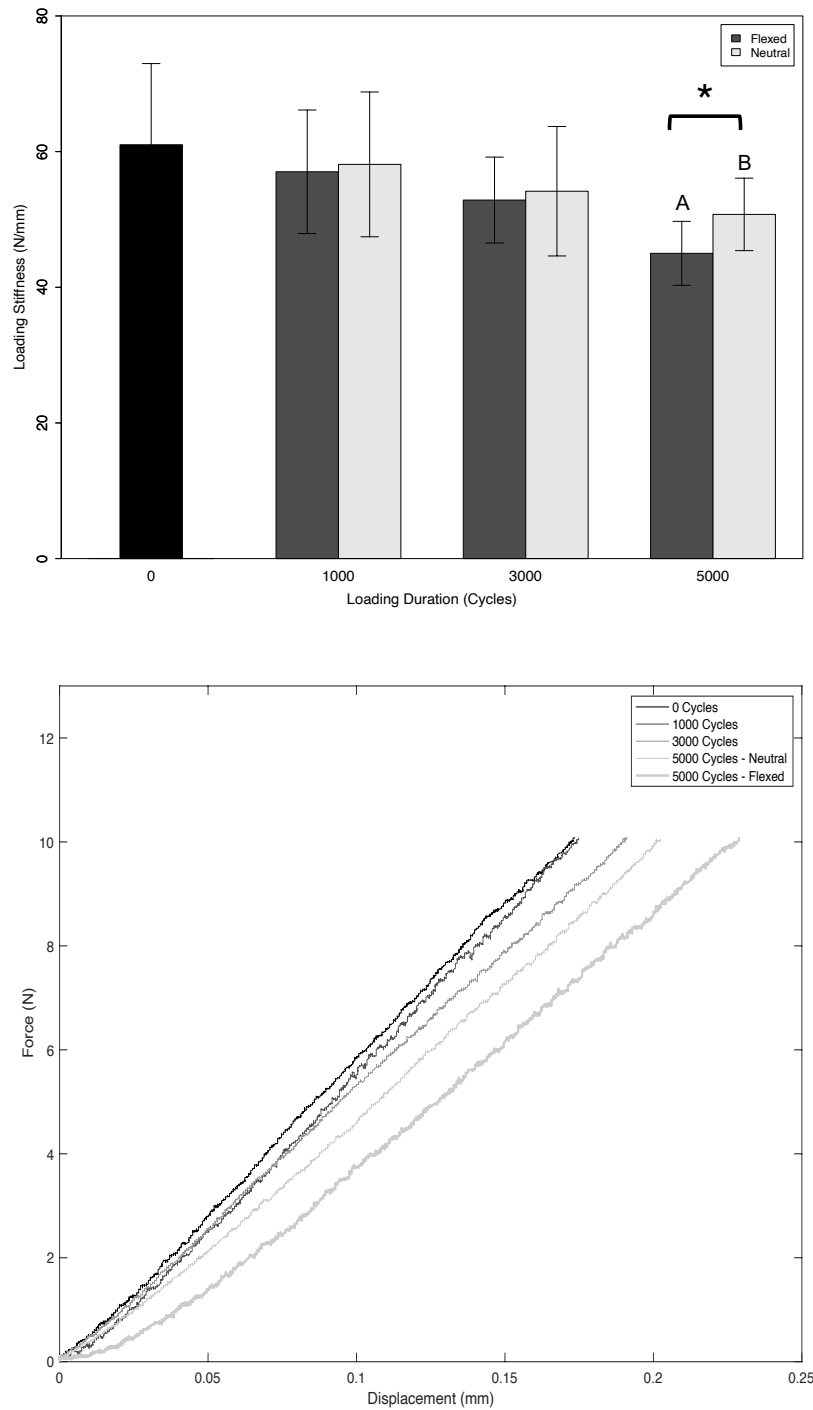 80
60
40
20
0
Loading Stiffness (N/mm)
Flexed
Neutral
*
A
B
0
1000
3000
5000
Loading Duration (Cycles)
12
10
8
6
4
2
0
Force (N)
0 Cycles
1000 Cycles
3000 Cycles
5000 Cycles - Neutral
5000 Cycles - Flexed
0
0.05
0.1
0.15
0.2
0.25
Displacement (mm)